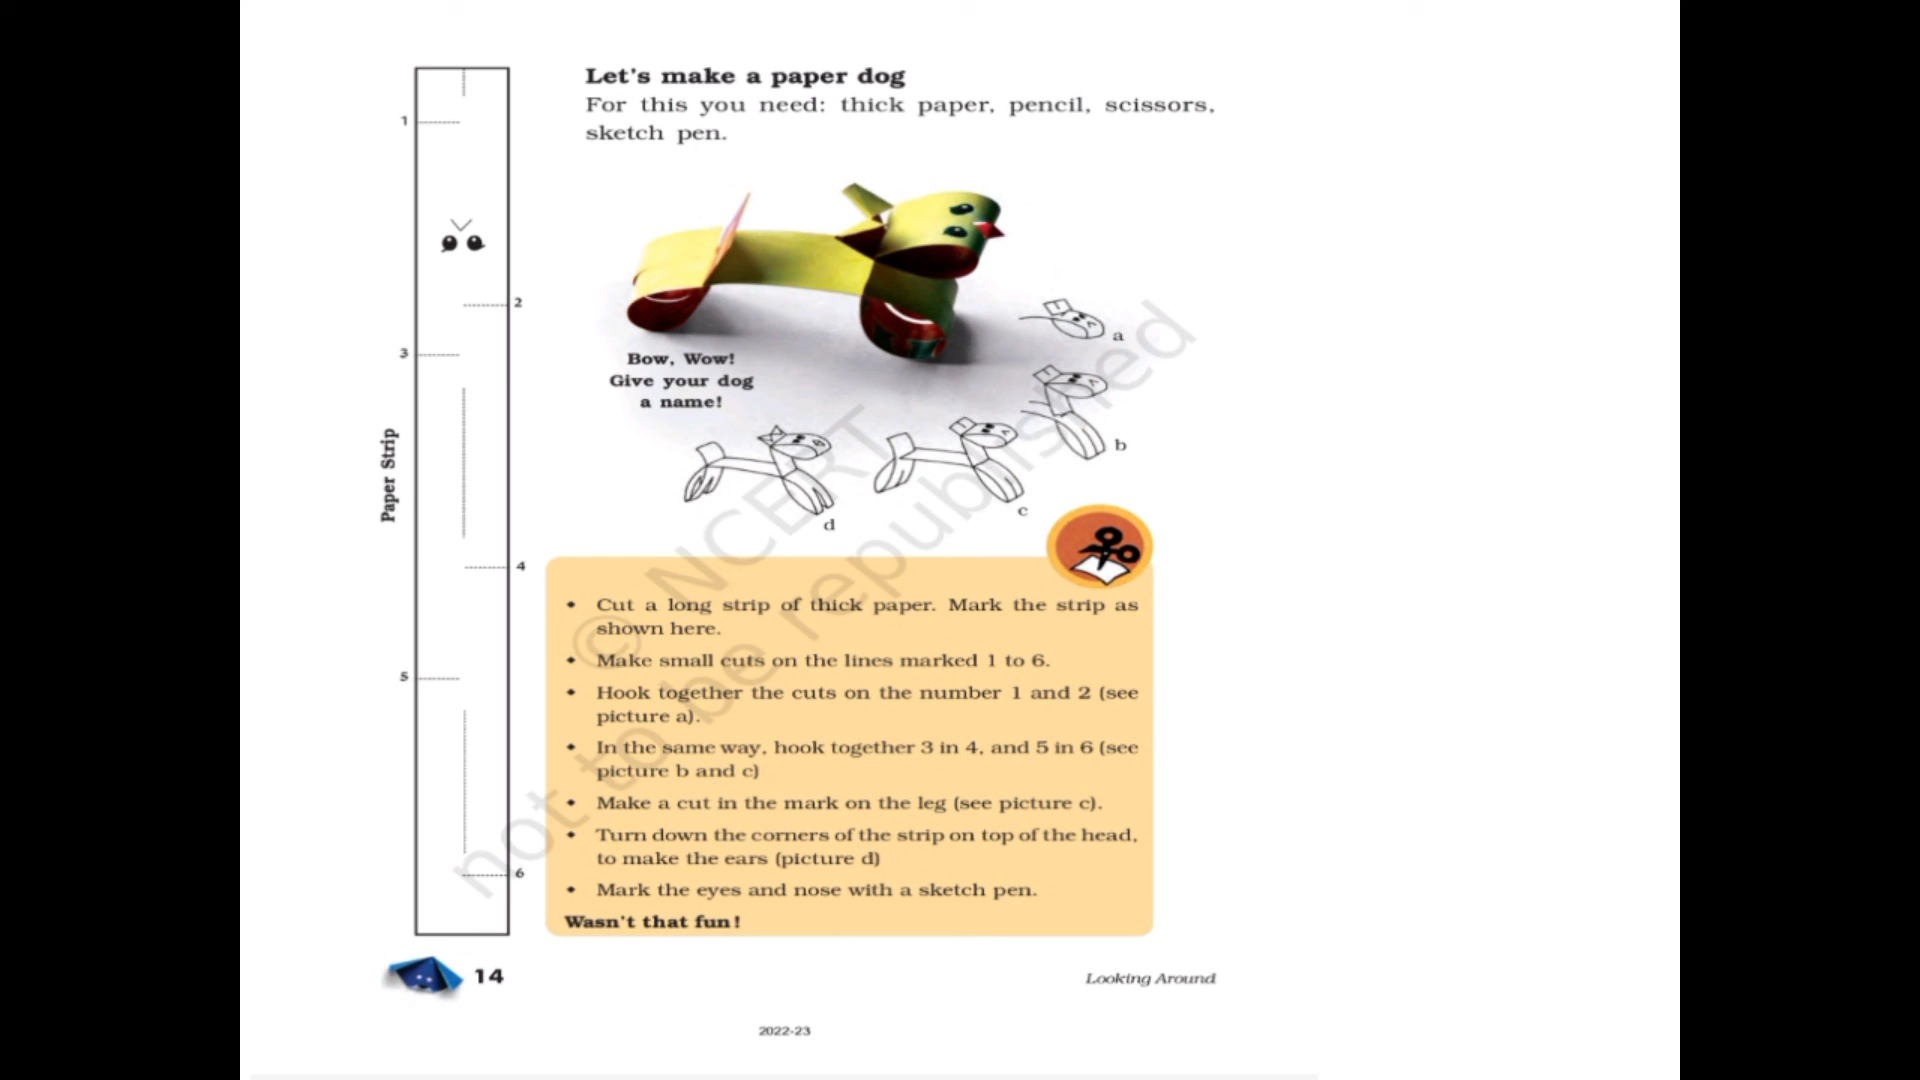 Let's make a paper dog
For this you need: thick paper, pencil, scissors,
sketch pen.
1
2
3
Paper Strip
4
5
6
Bow, Wow!
Give your dog
a name!
a
b
c
d
© NCERT
not to be republished
• Cut a long strip of thick paper. Mark the strip as
shown here.
• Make small cuts on the lines marked 1 to 6.
• Hook together the cuts on the number 1 and 2 (see
picture a).
• In the same way, hook together 3 in 4, and 5 in 6 (see
picture b and c)
• Make a cut in the mark on the leg (see picture c).
• Turn down the corners of the strip on top of the head,
to make the ears (picture d)
• Mark the eyes and nose with a sketch pen.
Wasn't that fun!
14
Looking Around
2022-23